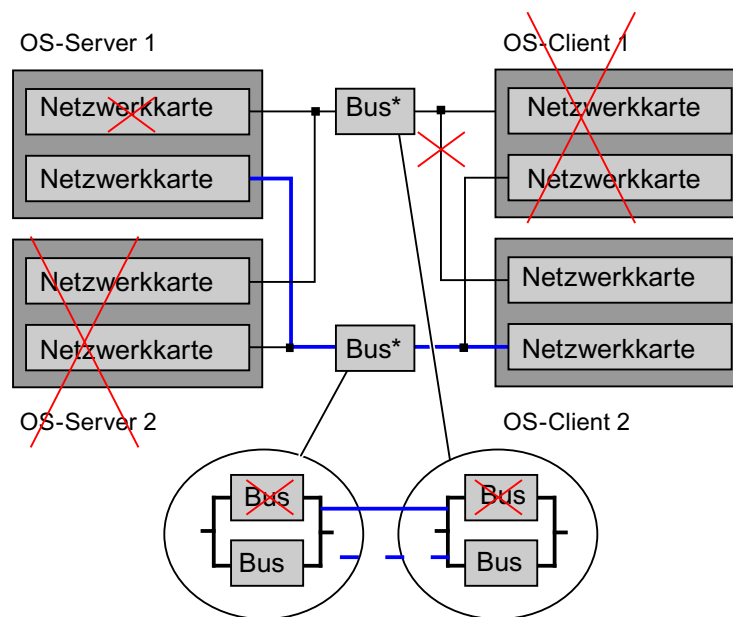 OS-Server 1
OS-Client 1
Netzwerkkarte
Bus*
Netzwerkkarte
Netzwerkkarte
Netzwerkkarte
Netzwerkkarte
Netzwerkkarte
Netzwerkkarte
Bus*
Netzwerkkarte
OS-Server 2
OS-Client 2
Bus
Bus
Bus
Bus